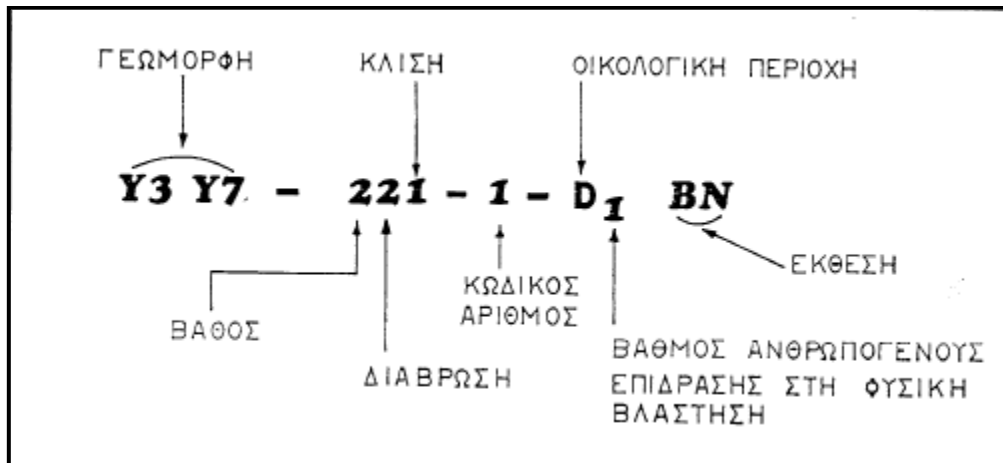 ΓΕΩΜΟΡΦΗ ΚΛΙΣΗ ΟΙΚΟΛΟΓΙΚΗ ΠΕΡΙΟΧΗ
Y3 Y7 - 221 - 1 - D1 BN
ΕΚΘΕΣΗ
ΒΑΘΟΣ
ΚΩΔΙΚΟΣ
ΑΡΙΘΜΟΣ
ΔΙΑΒΡΩΣΗ
ΒΑΘΜΟΣ ΑΝΘΡΩΠΟΓΕΝΟΥΣ
ΕΠΙΔΡΑΣΗΣ ΣΤΗ ΦΥΣΙΚΗ
ΒΛΑΣΤΗΣΗ